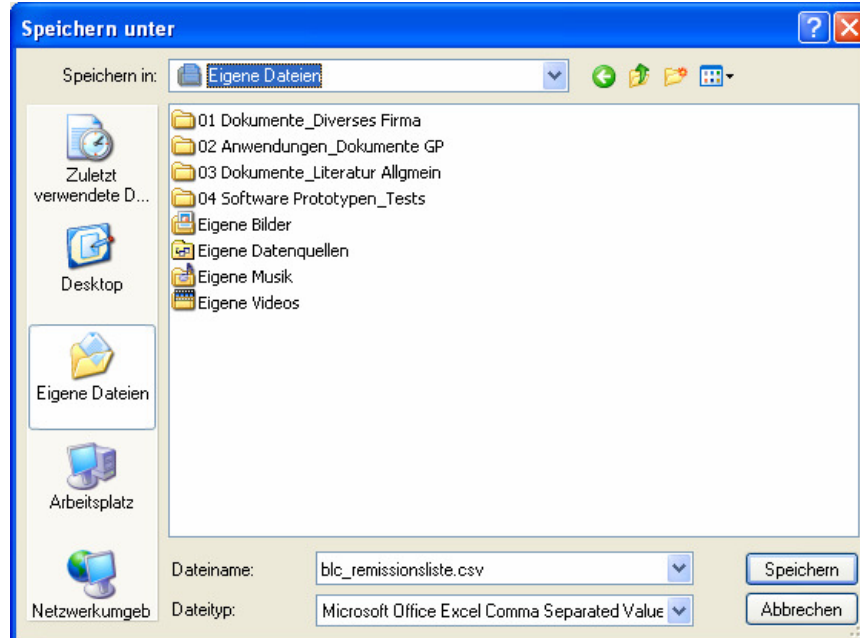 Speichern unte
Speichern in: Eigene Dateien
01 Dokumente_Diverses Firma
02 Anwendungen_Dokumente GP
03 Dokumente_Literatur Allgmein
04 Software Prototypen_Tests
Eigene Bilder
Eigene Datenquellen
Eigene Musik
Eigene Videos
Zuletzt
verwendete D...
Desktop
Eigene Dateien
Arbeitsplatz
Netzwerkumgeb
Dateiname: blc_remissionsliste.csv Speichern
Dateityp: Microsoft Office Excel Comma Separated Value Abbrechen